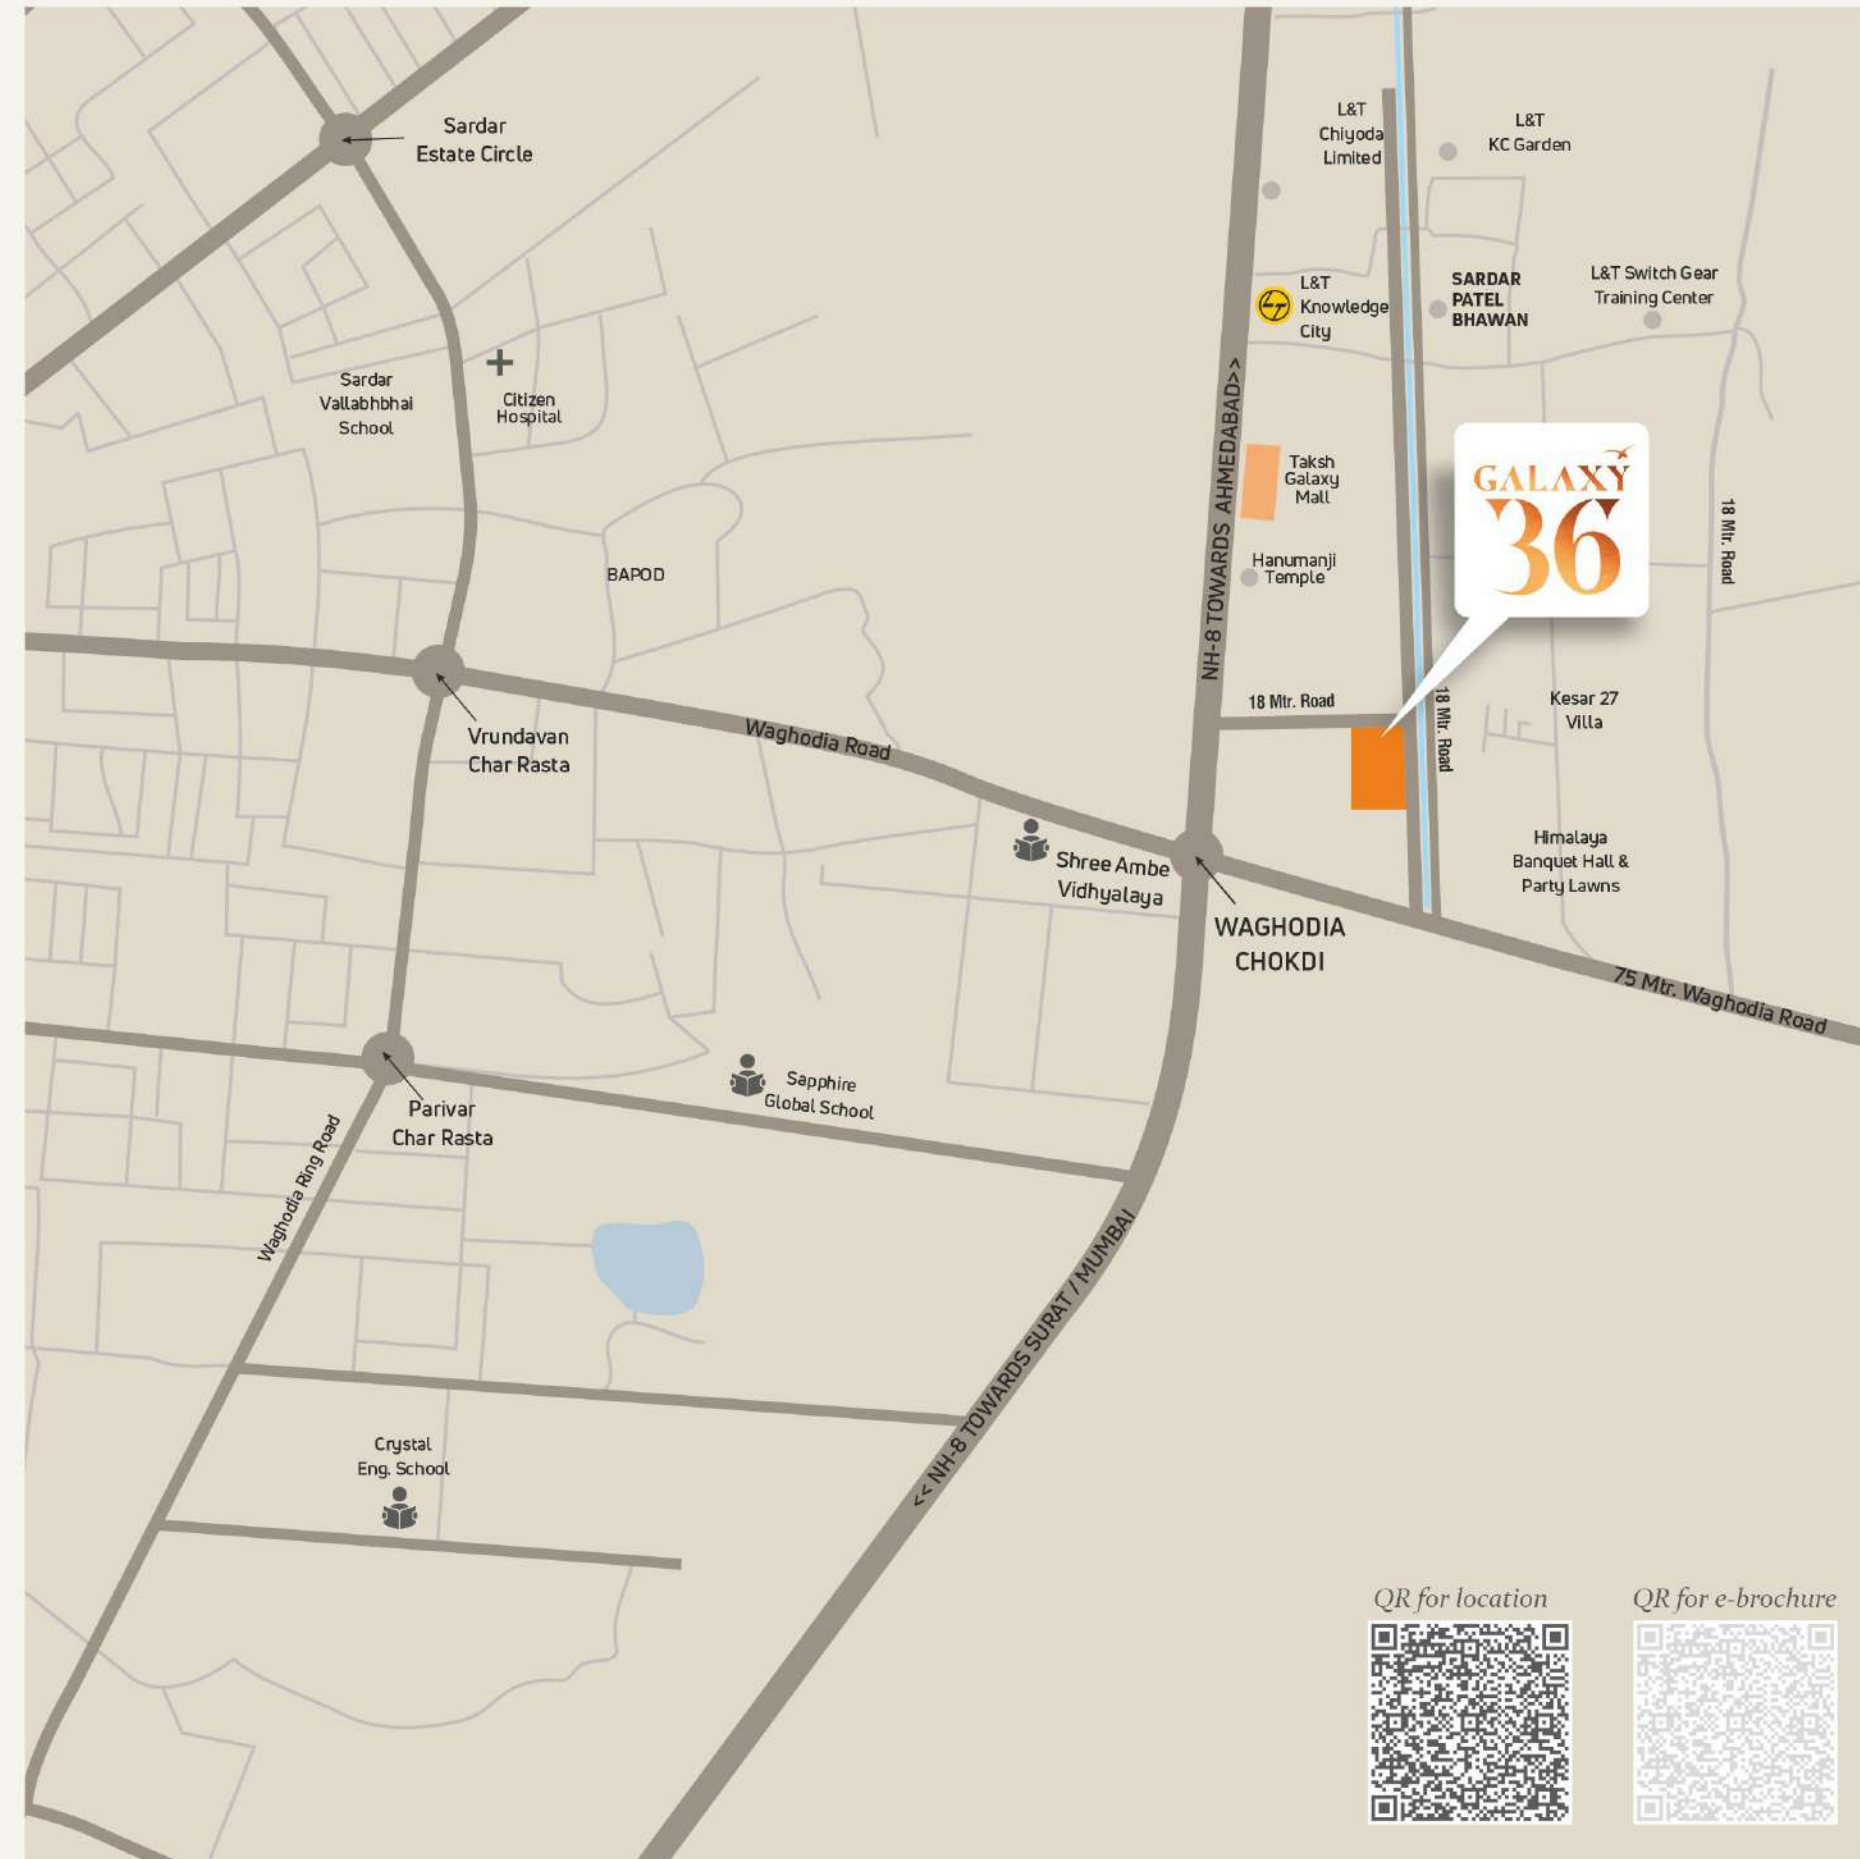 Sardar
Estate Circle
L&T
Chiyoda
Limited
L&T
KC Garden
L&T
Knowledge
City
SARDAR
PATEL
BHAWAN
L&T Switch Gear
Training Center
Sardar
Vallabhbhai
School
Citizen
Hospital
NH-8 TOWARDS AHMEDABAD>>
Taksh
Galaxy
Mall
GALAXY
36
18 Mtr. Road
Hanumanji
Temple
BAPOD
18 Mtr. Road
18 Mtr. Road
Kesar 27
Villa
Vrundavan
Char Rasta
Waghodia Road
Shree Ambe
Vidhyalaya
Himalaya
Banquet Hall &
Party Lawns
WAGHODIA
CHOKDI
75 Mtr. Waghodia Road
Sapphire
Global School
Parivar
Char Rasta
Waghodia Ring Road
<< NH-8 TOWARDS SURAT / MUMBAI
Crystal
Eng. School
QR for location
QR for e-brochure